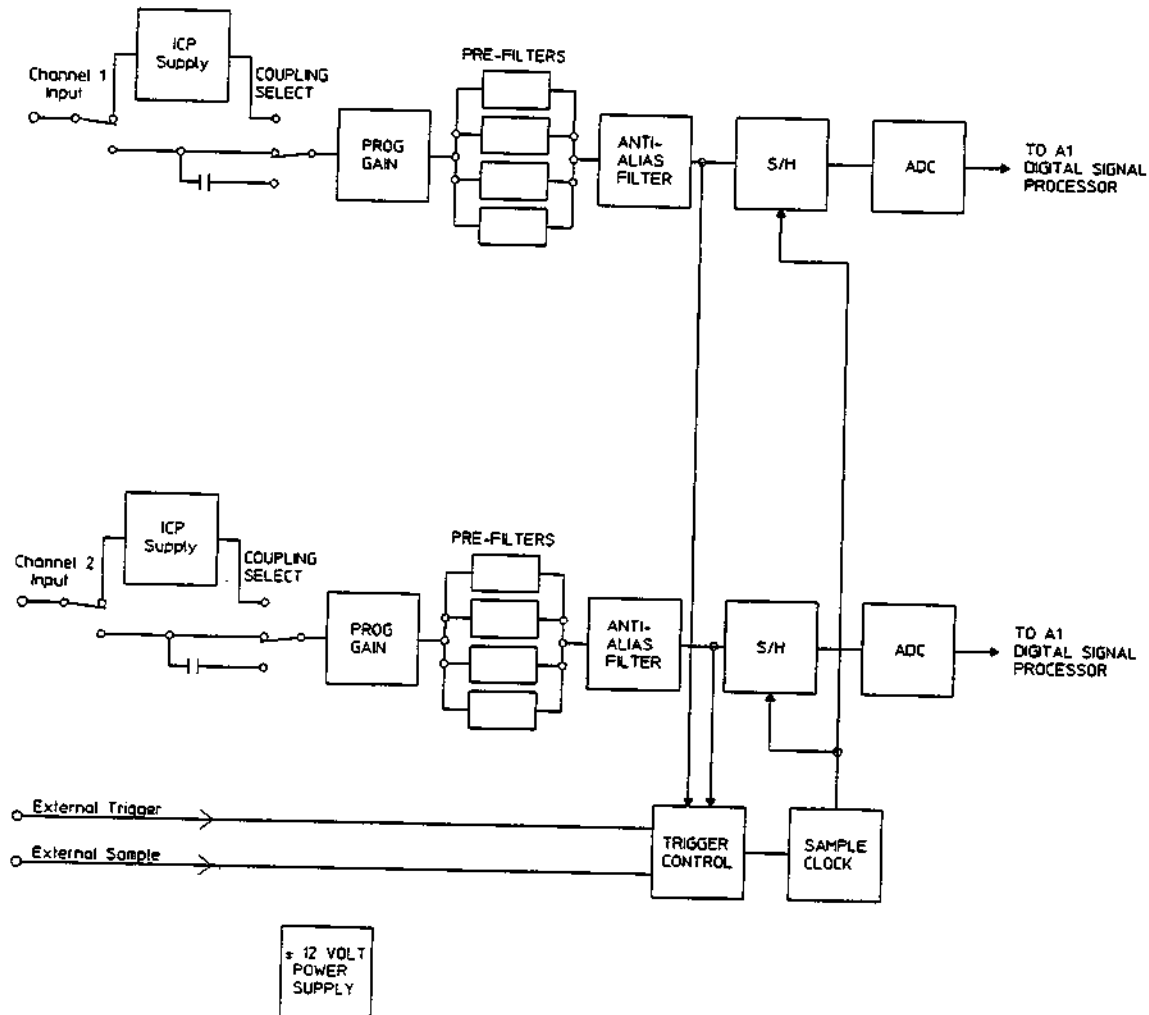 ICP
Supply
PRE-FILTERS
Channel 1
Input
COUPLING
SELECT
PROG
GAIN
ANTI-
ALIAS
FILTER
S/H
ADC
TO A1
DIGITAL SIGNAL
PROCESSOR
ICP
Supply
PRE-FILTERS
Channel 2
Input
COUPLING
SELECT
PROG
GAIN
ANTI-
ALIAS
FILTER
S/H
ADC
TO A1
DIGITAL SIGNAL
PROCESSOR
External Trigger
External Sample
TRIGGER
CONTROL
SAMPLE
CLOCK
± 12 VOLT
POWER
SUPPLY